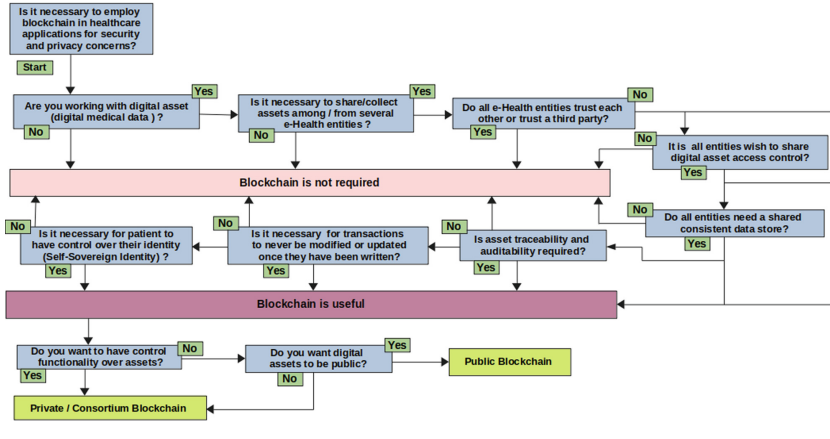 Is it necessary to employ
blockchain in healthcare
applications for security
and privacy concerns?
Start
Are you working with digital asset
(digital medical data ) ?
Yes
No
Is it necessary to share/collect
assets among / from several
e-Health entities ?
Yes
No
Do all e-Health entities trust each
other or trust a third party?
No
Yes
It is  all entities wish to share
digital asset access control?
No
Yes
Blockchain is not required
Do all entities need a shared
consistent data store?
No
Yes
Is it necessary for patient to
have control over their identity
(Self-Sovereign Identity) ?
No
Yes
Is it necessary  for transactions
to never be modified or updated
once they have been written?
No
Yes
Is asset traceability and
auditability required?
No
Yes
Blockchain is useful
Do you want to have control
functionality over assets?
No
Yes
Do you want digital
assets to be public?
Yes
No
Public Blockchain
Private / Consortium Blockchain